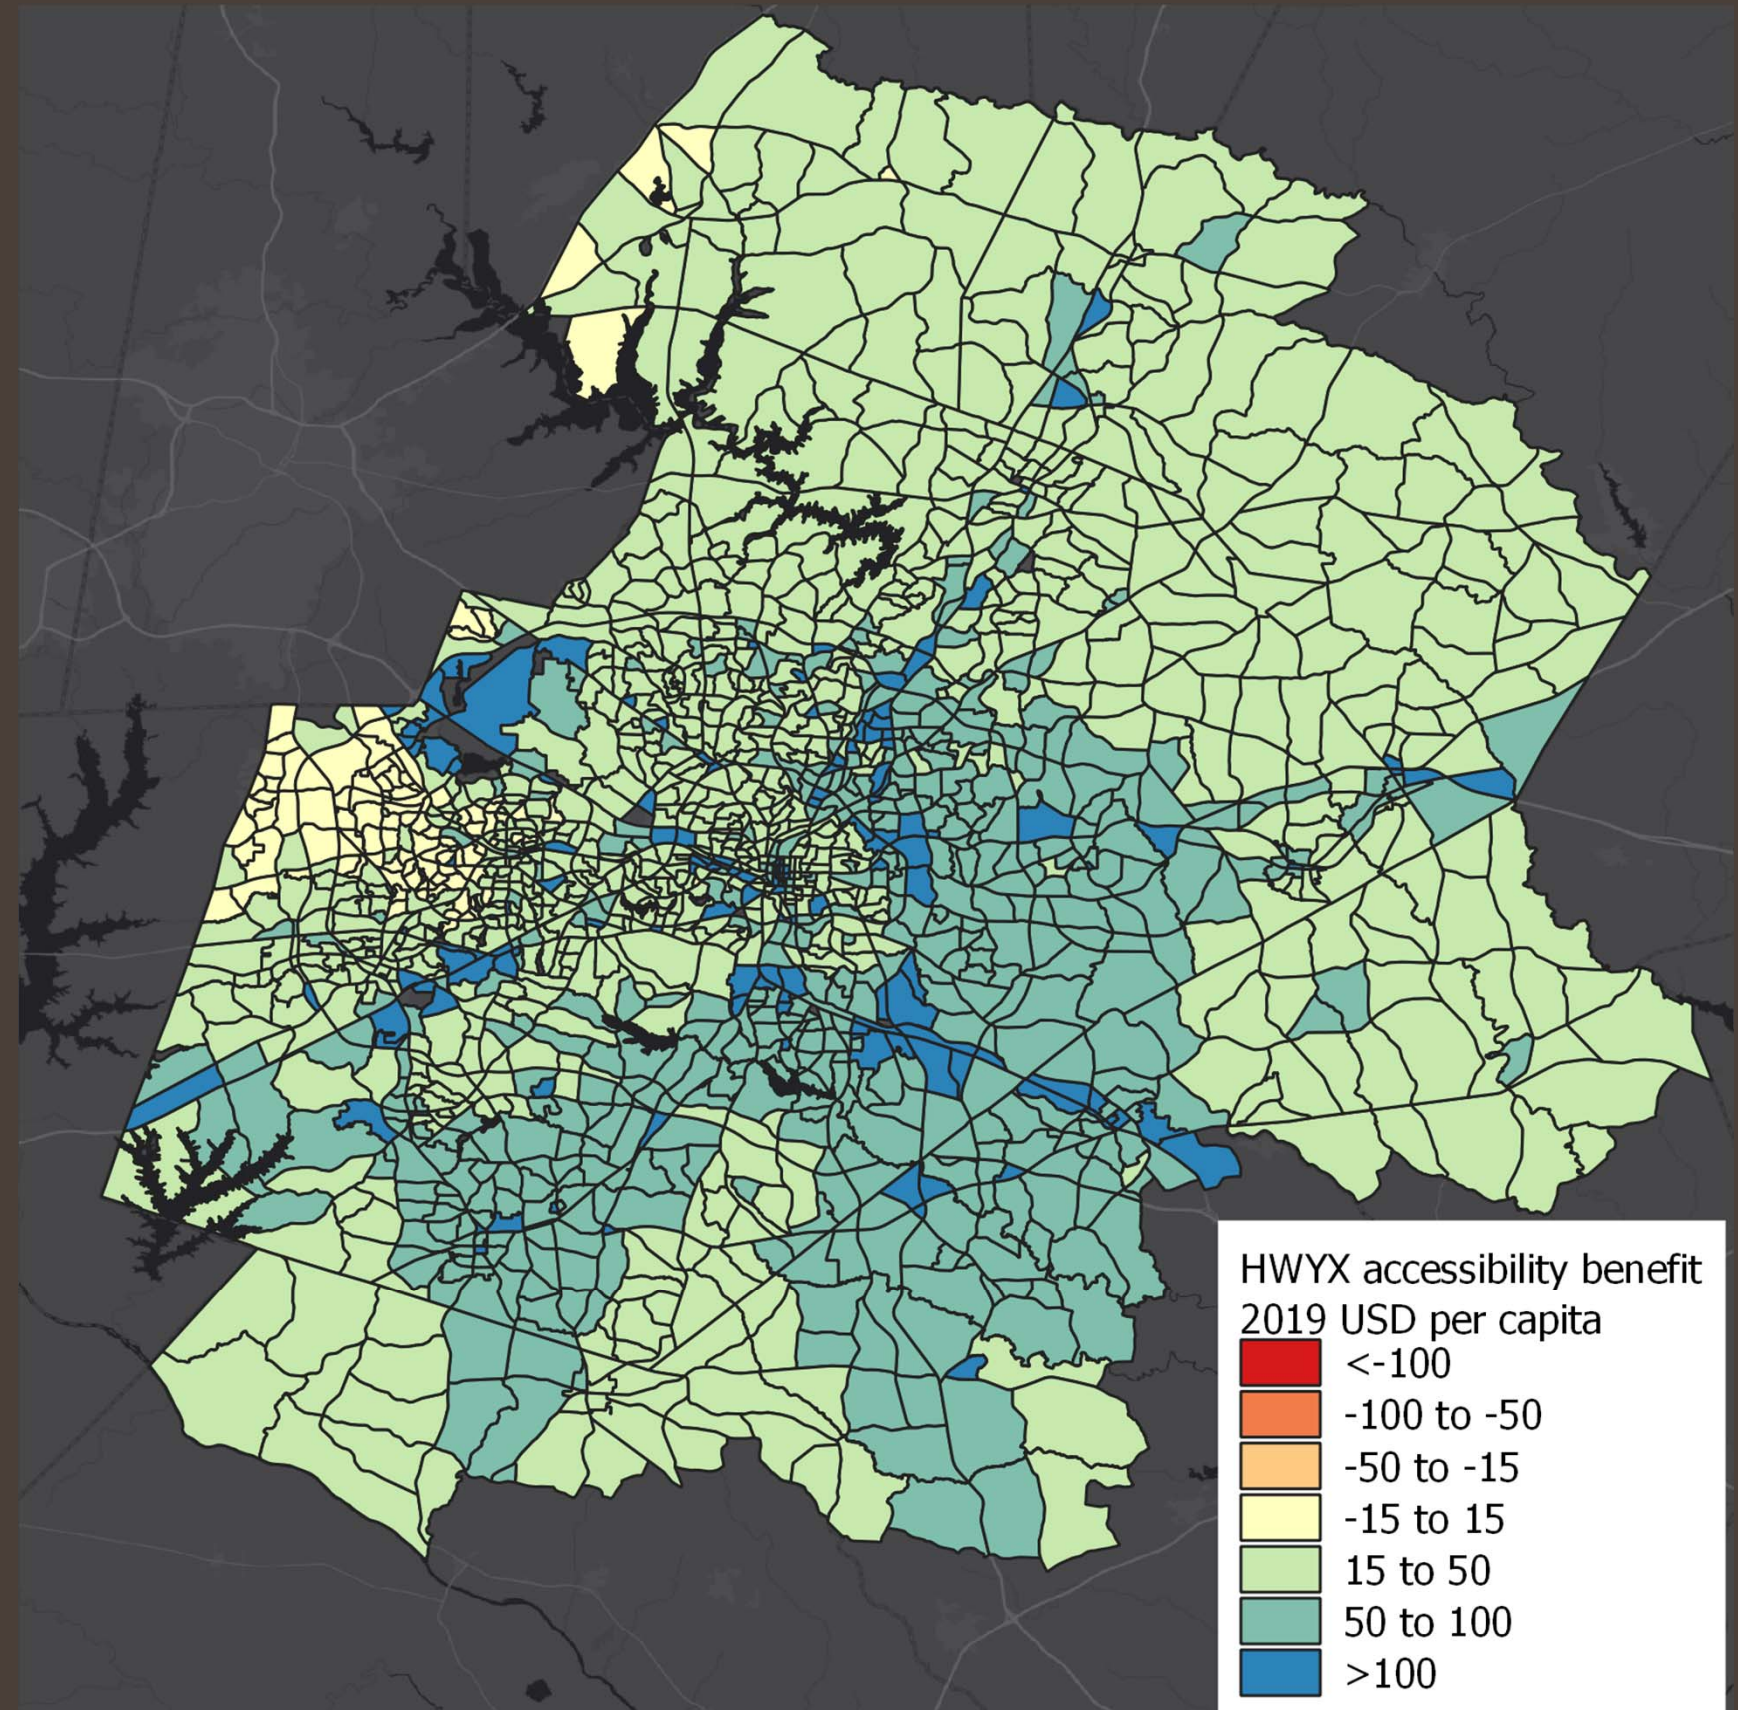 HWYX accessibility benefit
2019 USD per capita
<-100
-100 to -50
-50 to -15
-15 to 15
15 to 50
50 to 100
>100